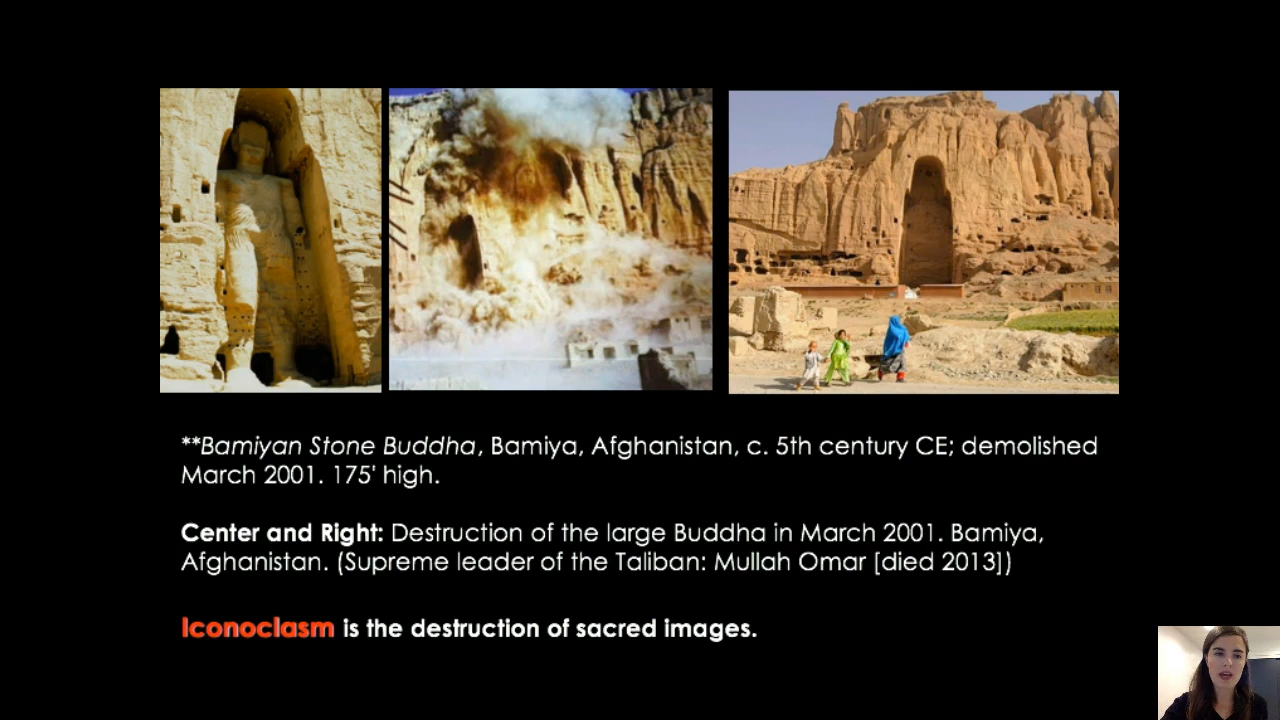 **Bamiyan Stone Buddha, Bamiya, Afghanistan, c. 5th century CE; demolished
March 2001. 175' high.
Center and Right: Destruction of the large Buddha in March 2001. Bamiya,
Afghanistan. (Supreme leader of the Taliban: Mullah Omar [died 2013])
Iconoclasm is the destruction of sacred images.